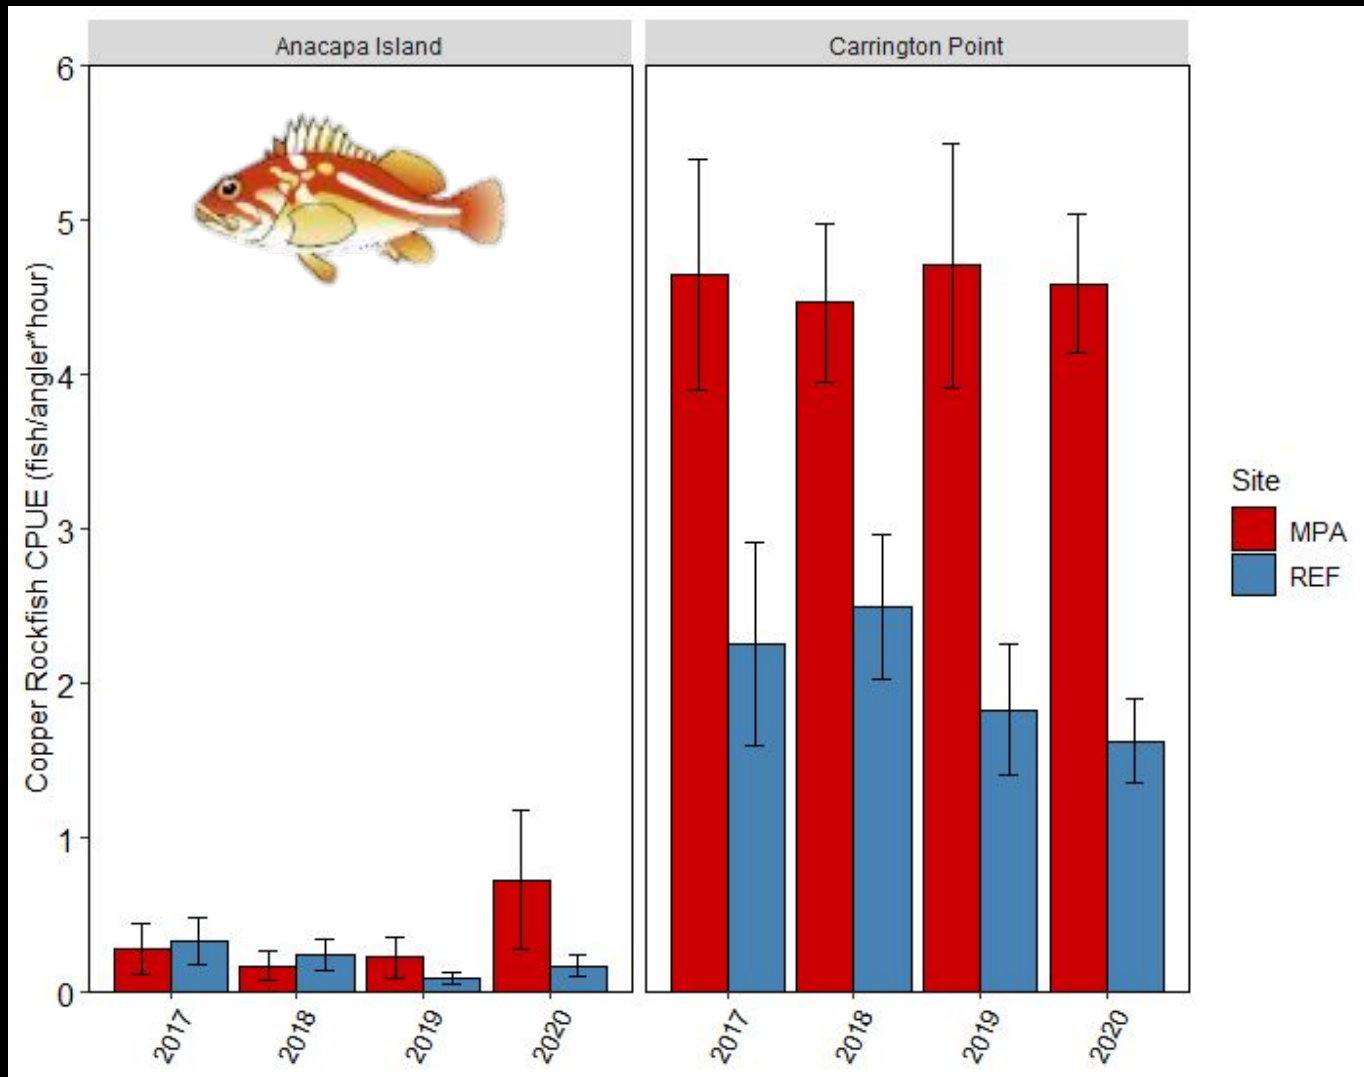 Anacapa Island
Carrington Point
Copper Rockfish CPUE (fish/angler*hour)
6
5
4
3
2
1
0
2017
2018
2019
2020
2017
2018
2019
2020
Site
MPA
REF